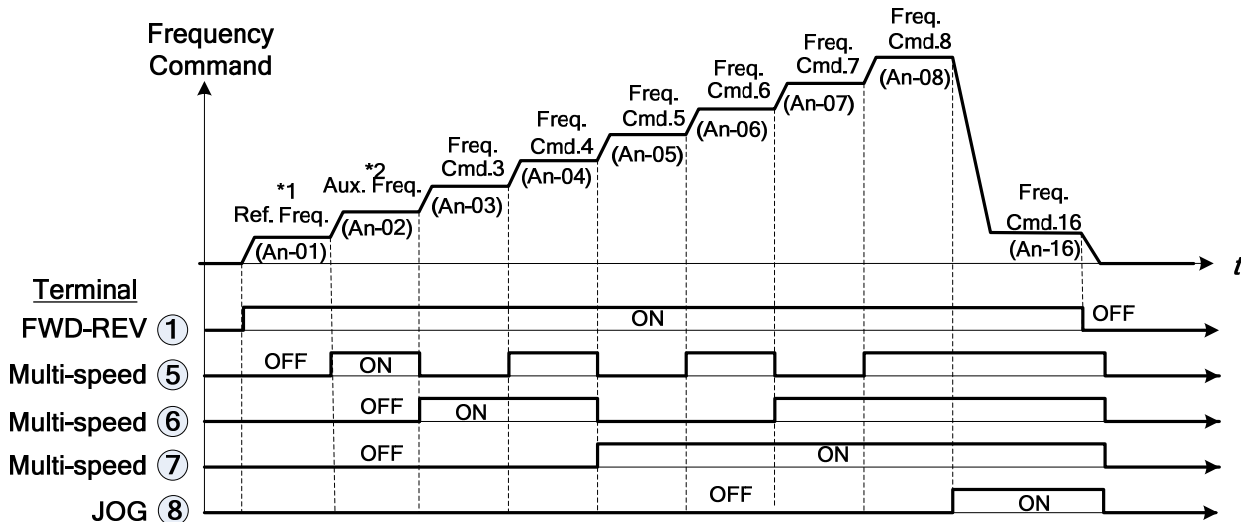 Frequency
Command
*1
Ref. Freq.
(An-01)
*2
Aux. Freq.
(An-02)
Freq.
Cmd.3
(An-03)
Freq.
Cmd.4
(An-04)
Freq.
Cmd.5
(An-05)
Freq.
Cmd.6
(An-06)
Freq.
Cmd.7
(An-07)
Freq.
Cmd.8
(An-08)
Freq.
Cmd.16
(An-16)
t
Terminal
FWD-REV 1 ON OFF
Multi-speed 5 OFF ON
Multi-speed 6 OFF ON
Multi-speed 7 OFF ON
JOG 8 OFF ON